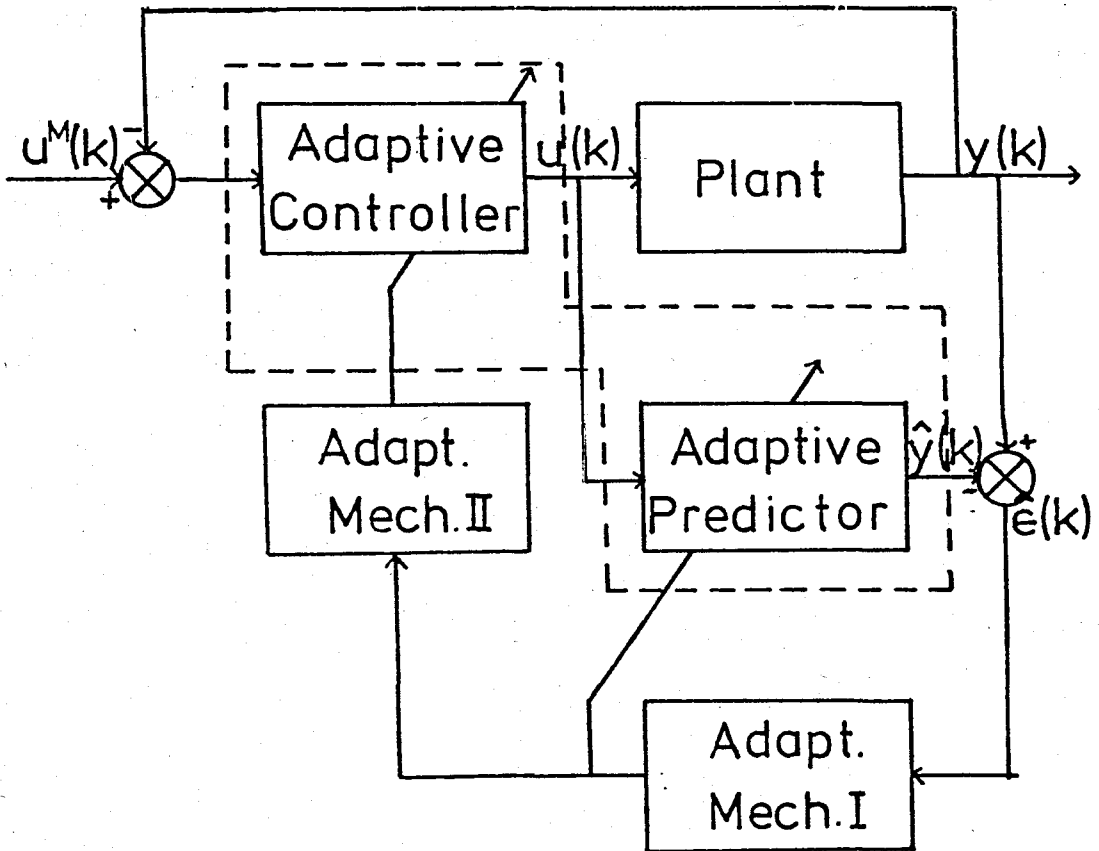 u^M(k)
-
+
Adaptive
Controller
u(k)
Plant
y(k)
Adapt.
Mech.II
Adaptive
Predictor
ŷ(k)
+
-
ε̂(k)
Adapt.
Mech.I